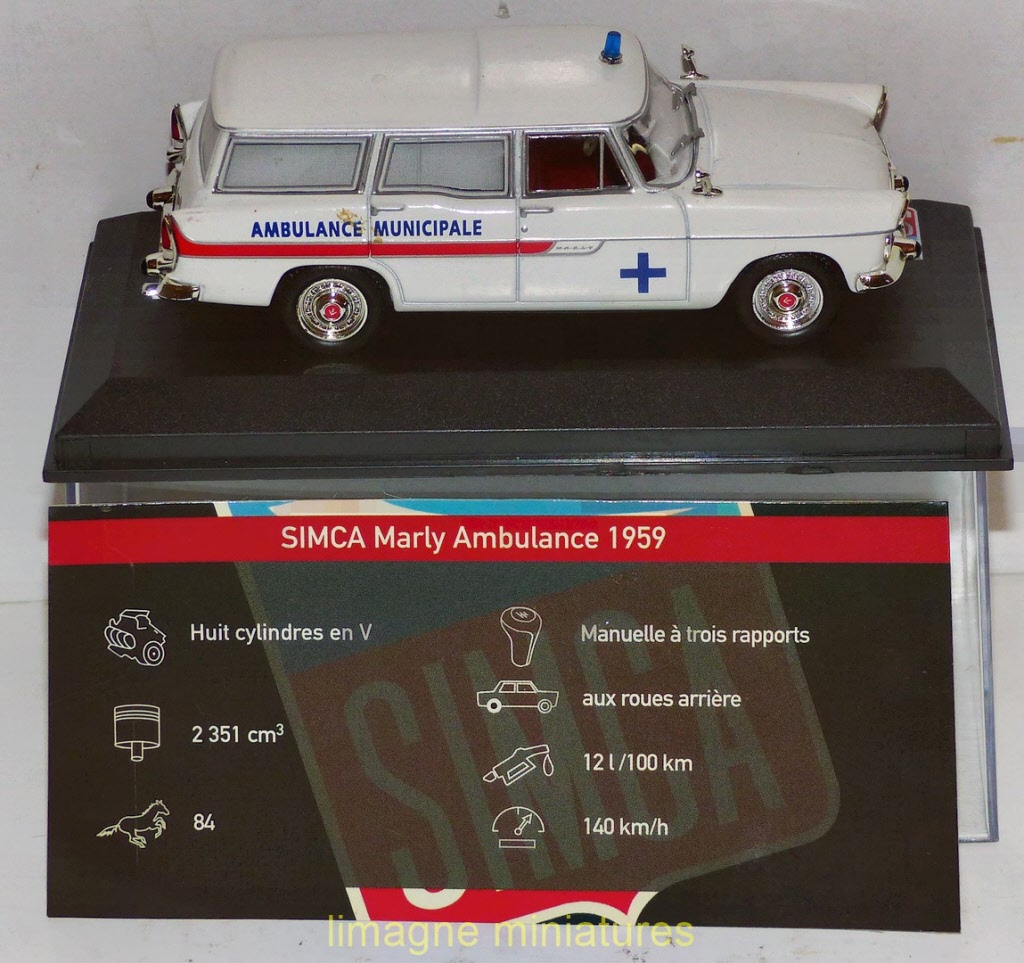 AMBULANCE MUNICIPALE
SIMCA Marly Ambulance 1959
Huit cylindres en V
Manuelle à trois rapports
2 351 cm³
aux roues arrière
12 l/100 km
84
140 km/h
SIMCA
limagne miniatures